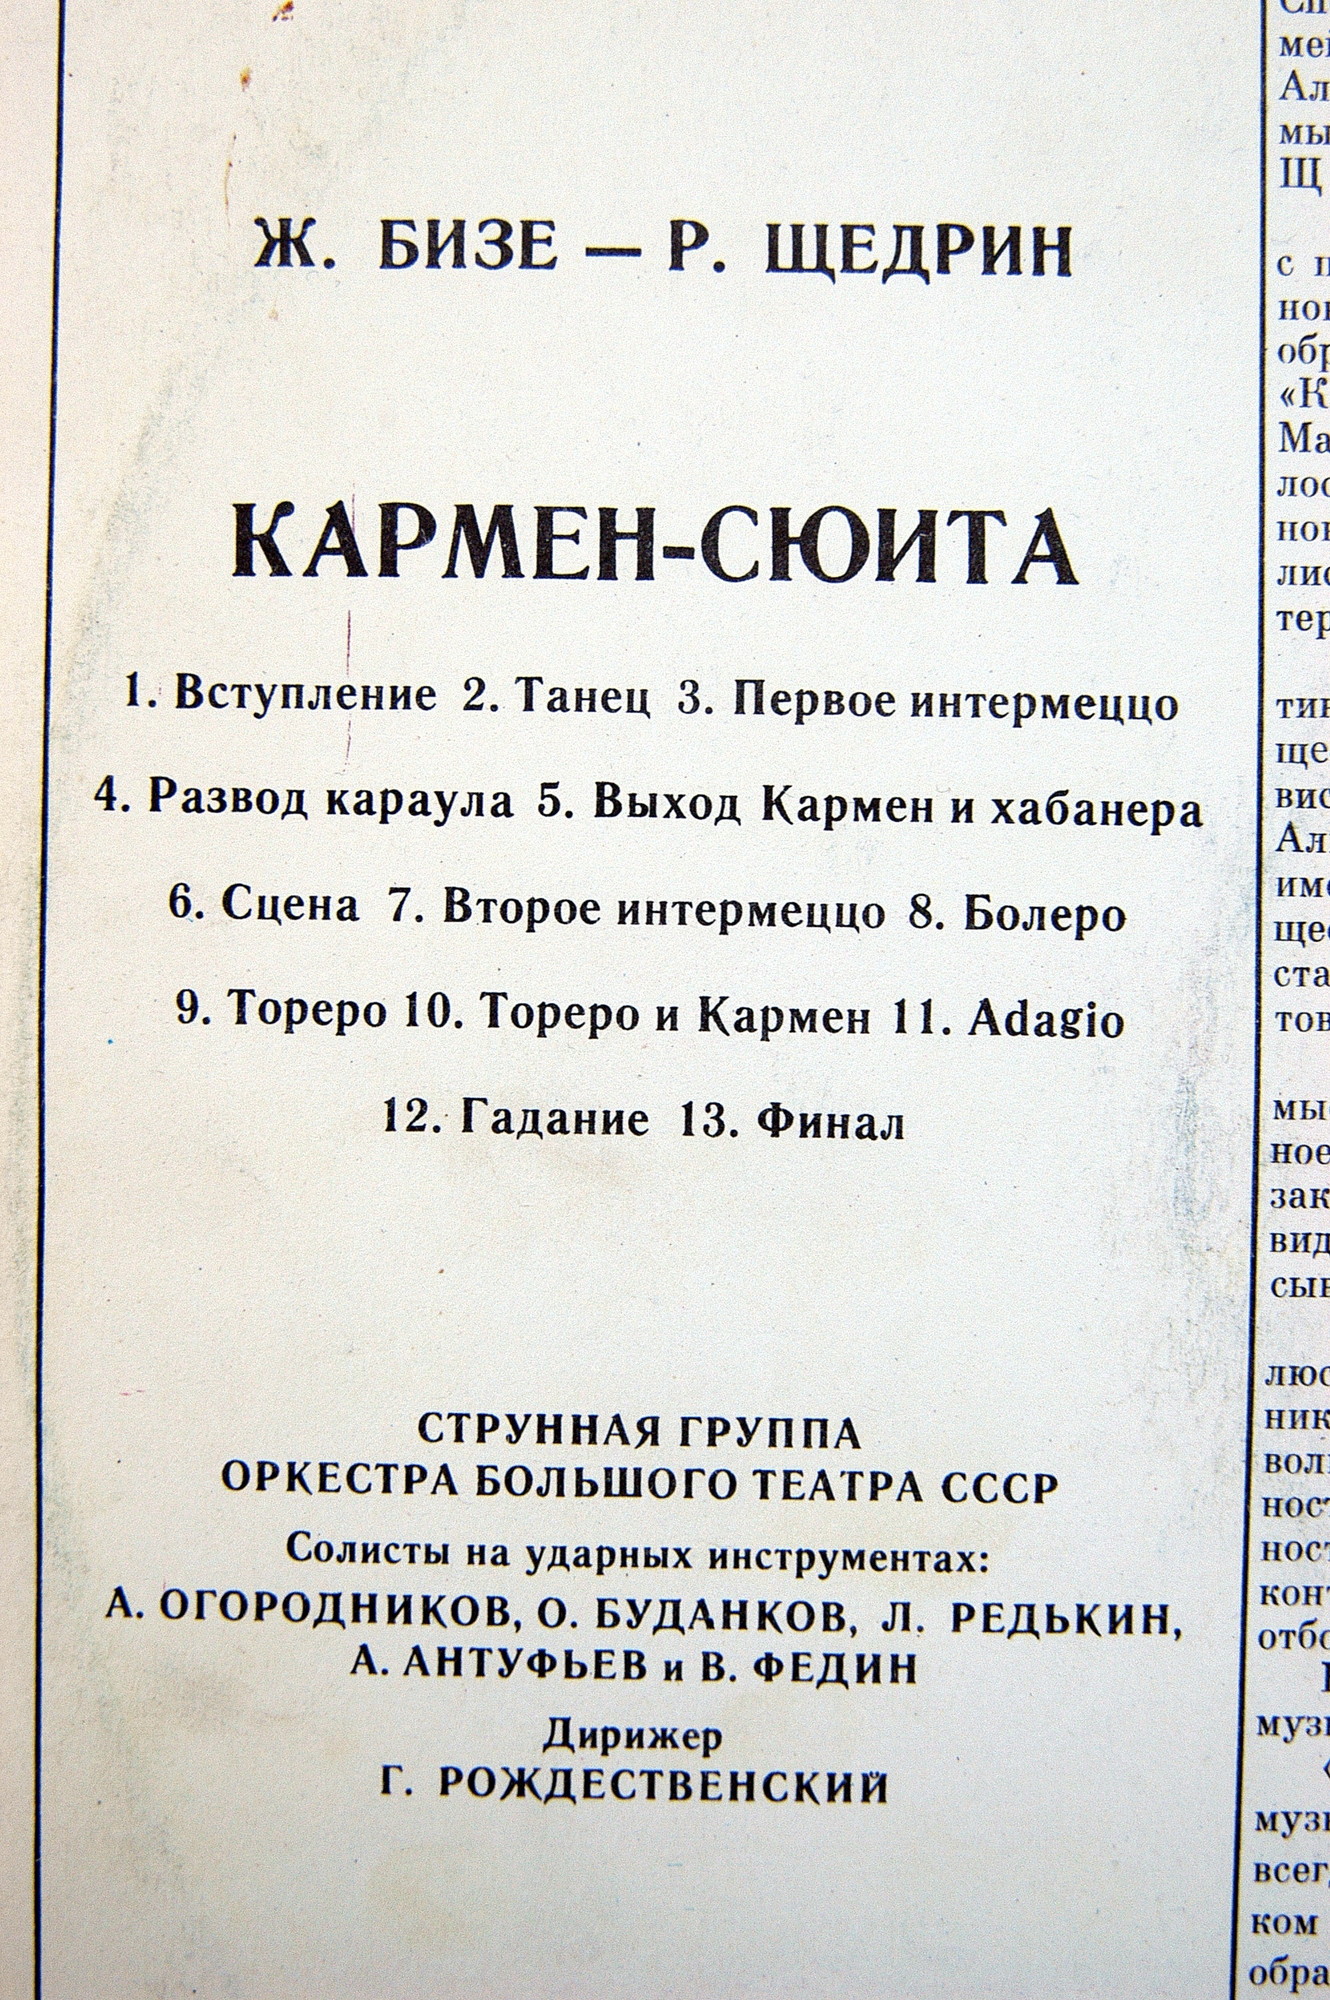 Ж. БИЗЕ — Р. ЩЕДРИН
КАРМЕН-СЮИТА
1. Вступление 2. Танец 3. Первое интермеццо
4. Развод караула 5. Выход Кармен и хабанера
6. Сцена 7. Второе интермеццо 8. Болеро
9. Тореро 10. Тореро и Кармен 11. Adagio
12. Гадание 13. Финал
СТРУННАЯ ГРУППА
ОРКЕСТРА БОЛЬШОГО ТЕАТРА СССР
Солисты на ударных инструментах:
А. ОГОРОДНИКОВ, О. БУДАНКОВ, Л. РЕДЬКИН,
А. АНТУФЬЕВ и В. ФЕДИН
Дирижер
Г. РОЖДЕСТВЕНСКИЙ